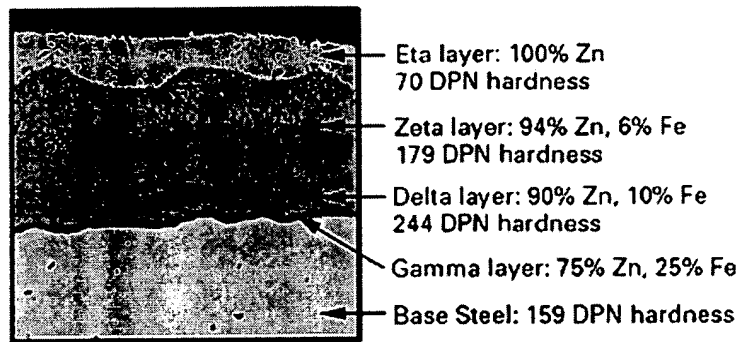 Eta layer: 100% Zn
70 DPN hardness
Zeta layer: 94% Zn, 6% Fe
179 DPN hardness
Delta layer: 90% Zn, 10% Fe
244 DPN hardness
Gamma layer: 75% Zn, 25% Fe
Base Steel: 159 DPN hardness